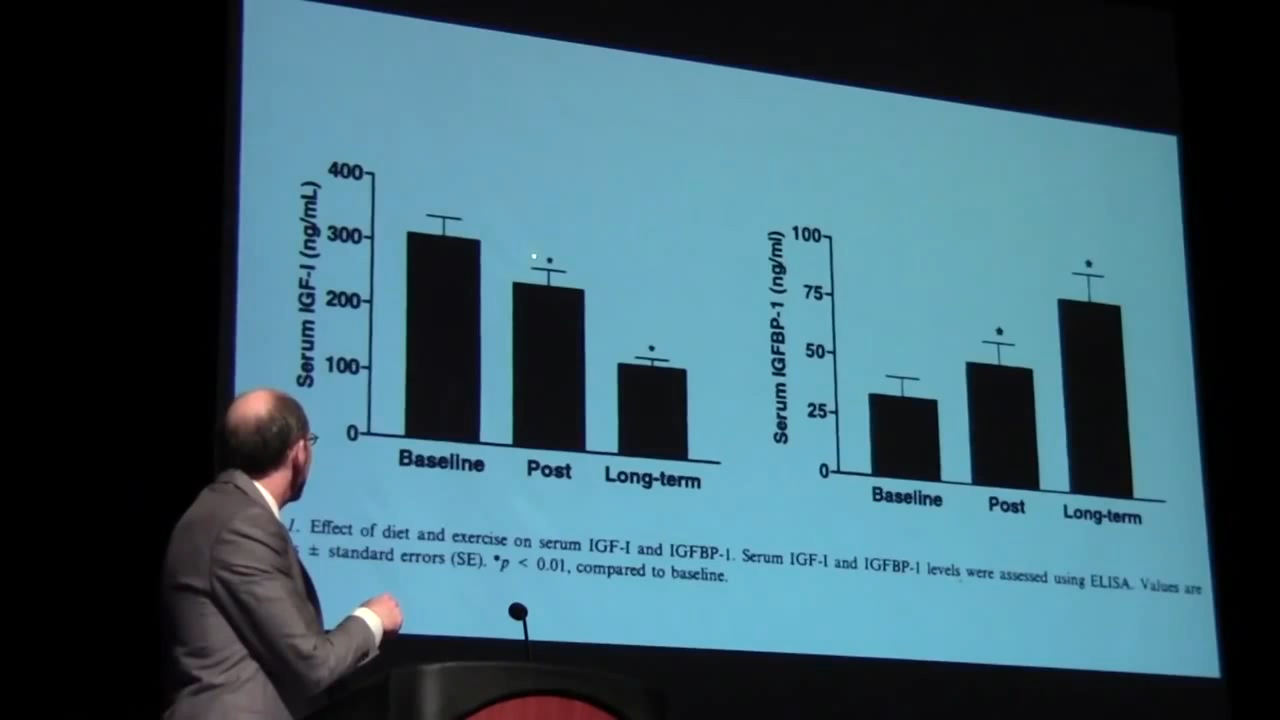 400
300
200
100
0
Serum IGF-I (ng/mL)
Baseline
Post
Long-term
*
*
100
75
50
25
0
Serum IGFBP-1 (ng/ml)
Baseline
Post
Long-term
*
*
1. Effect of diet and exercise on serum IGF-I and IGFBP-1. Serum IGF-I and IGFBP-1 levels were assessed using ELISA. Values are
± standard errors (SE). *p < 0.01, compared to baseline.